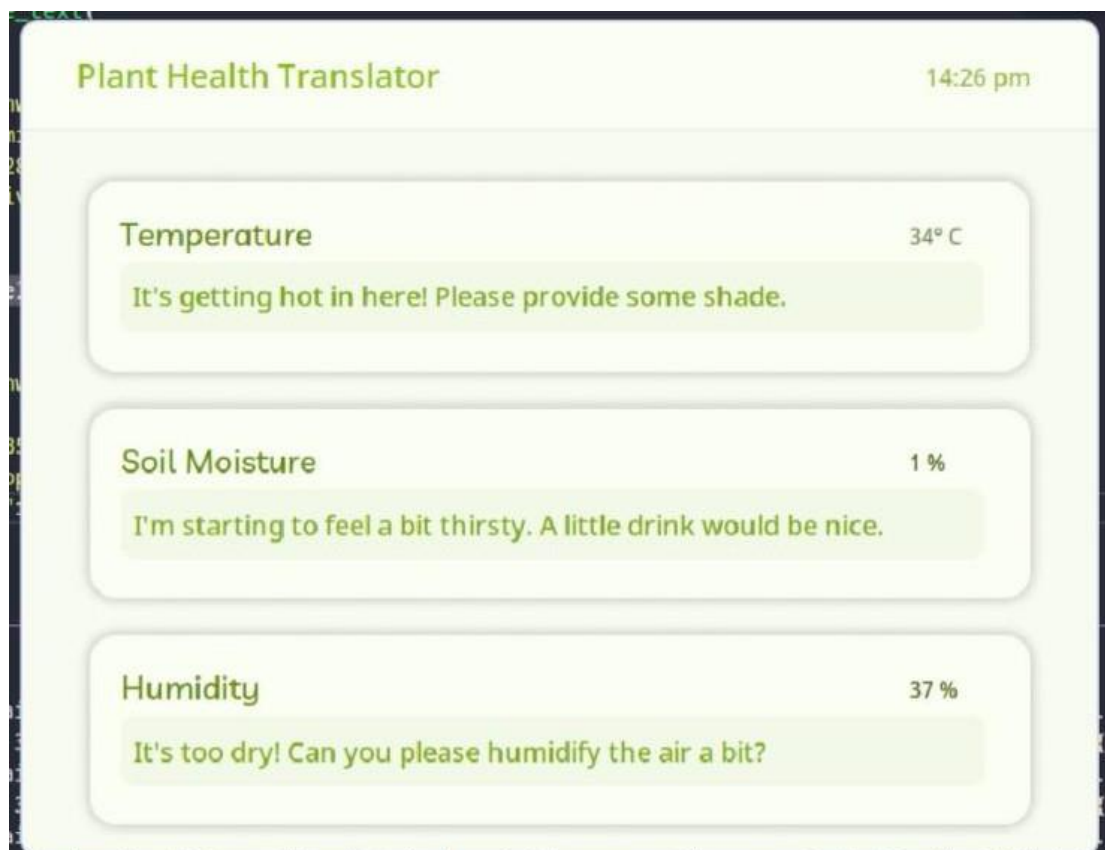 Plant Health Translator
14:26 pm
Temperature
34° C
It's getting hot in here! Please provide some shade.
Soil Moisture
1 %
I'm starting to feel a bit thirsty. A little drink would be nice.
Humidity
37 %
It's too dry! Can you please humidify the air a bit?